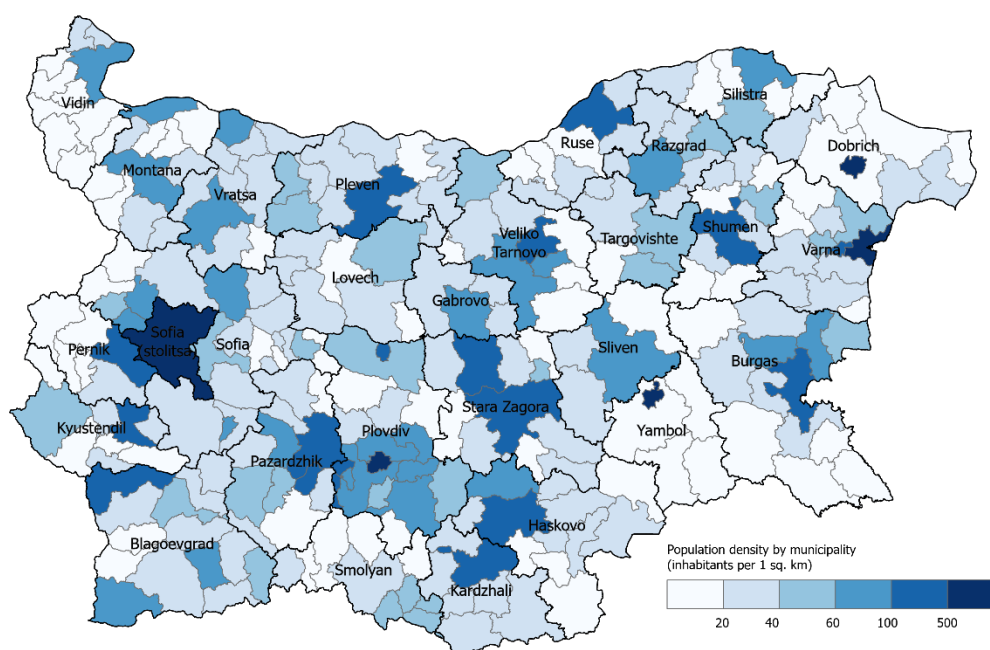 Silistra
Vidin
Ruse
Razgrad
Dobrich
Montana
Vratsa
Pleven
Veliko
Tarnovo
Targovishte
Shumen
Varna
Lovech
Gabrovo
Sofia
(stolitsa)
Sofia
Pernik
Sliven
Burgas
Stara Zagora
Kyustendil
Plovdiv
Yambol
Pazardzhik
Haskovo
Blagoevgrad
Smolyan
Kardzhali
Population density by municipality
(inhabitants per 1 sq. km)
20 40 60 100 500